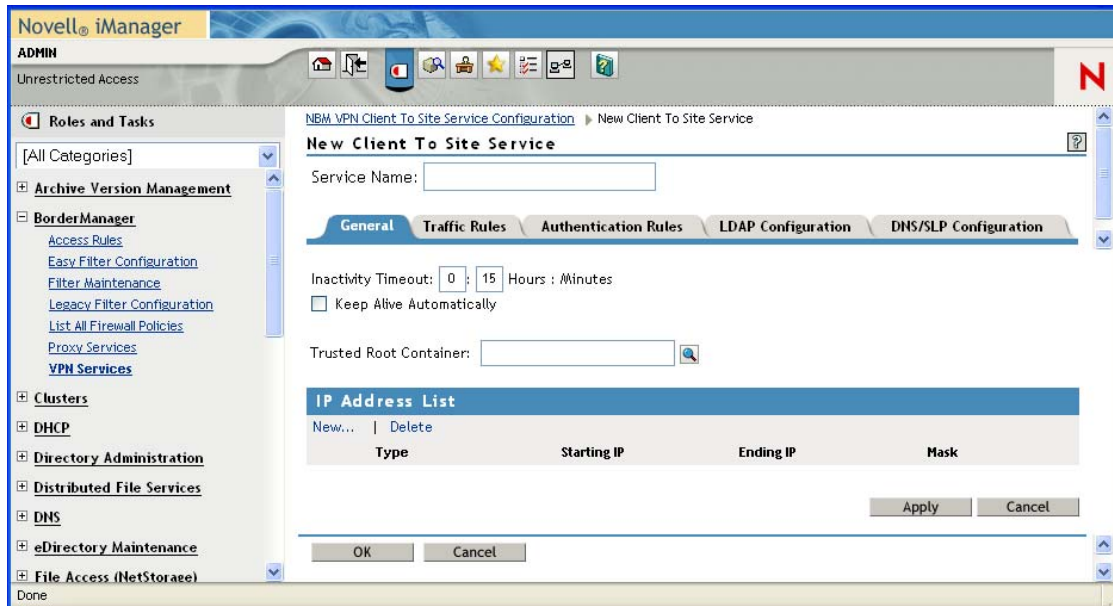 Novell® iManager
ADMIN
Unrestricted Access
N
Roles and Tasks
[All Categories]
Archive Version Management
BorderManager
Access Rules
Easy Filter Configuration
Filter Maintenance
Legacy Filter Configuration
List All Firewall Policies
Proxy Services
VPN Services
Clusters
DHCP
Directory Administration
Distributed File Services
DNS
eDirectory Maintenance
File Access (NetStorage)
NBM VPN Client To Site Service Configuration New Client To Site Service
New Client To Site Service ?
Service Name:
General Traffic Rules Authentication Rules LDAP Configuration DNS/SLP Configuration
Inactivity Timeout: 0 : 15 Hours : Minutes
Keep Alive Automatically
Trusted Root Container:
IP Address List
New... | Delete
Type Starting IP Ending IP Mask
Apply Cancel
OK Cancel
Done